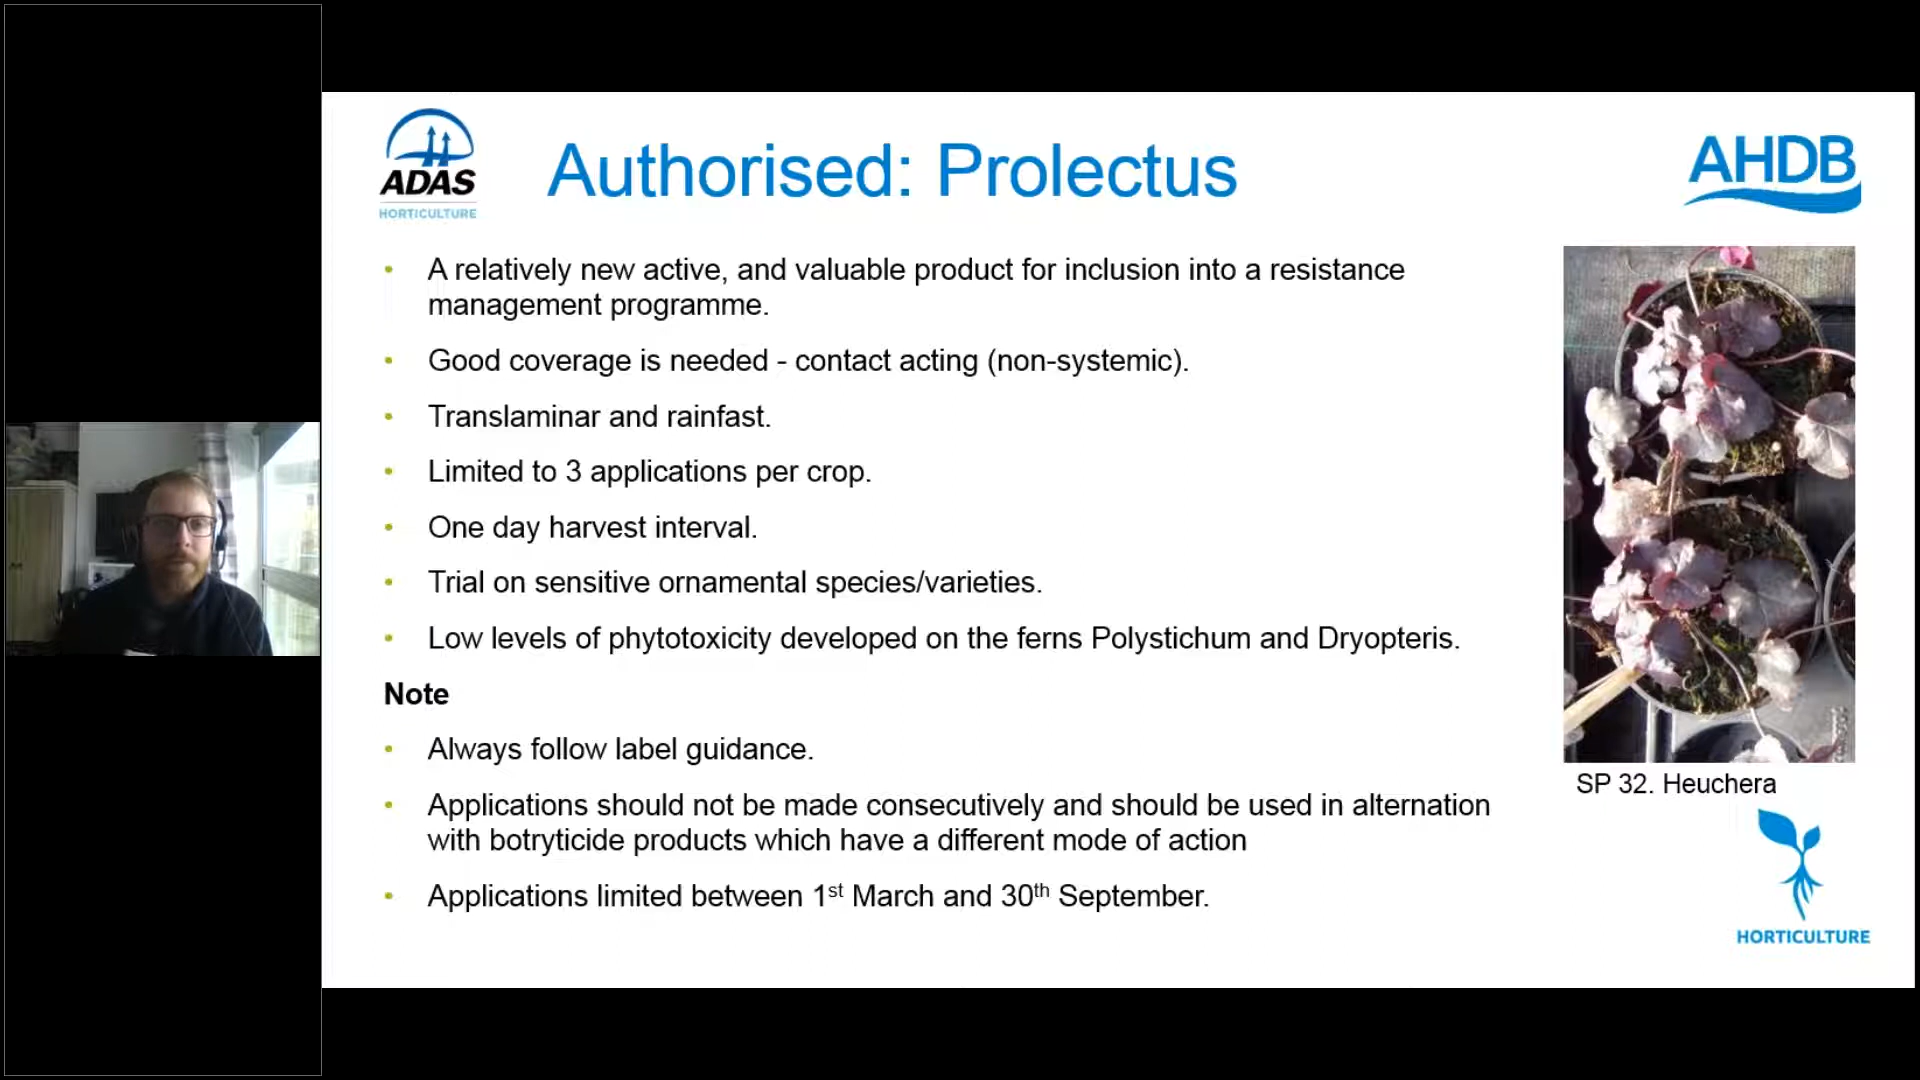 ADAS
HORTICULTURE
Authorised: Prolectus
AHDB
• A relatively new active, and valuable product for inclusion into a resistance
management programme.
• Good coverage is needed - contact acting (non-systemic).
• Translaminar and rainfast.
• Limited to 3 applications per crop.
• One day harvest interval.
• Trial on sensitive ornamental species/varieties.
• Low levels of phytotoxicity developed on the ferns Polystichum and Dryopteris.
Note
• Always follow label guidance.
• Applications should not be made consecutively and should be used in alternation
with botryticide products which have a different mode of action
• Applications limited between 1st March and 30th September.
SP 32. Heuchera
HORTICULTURE